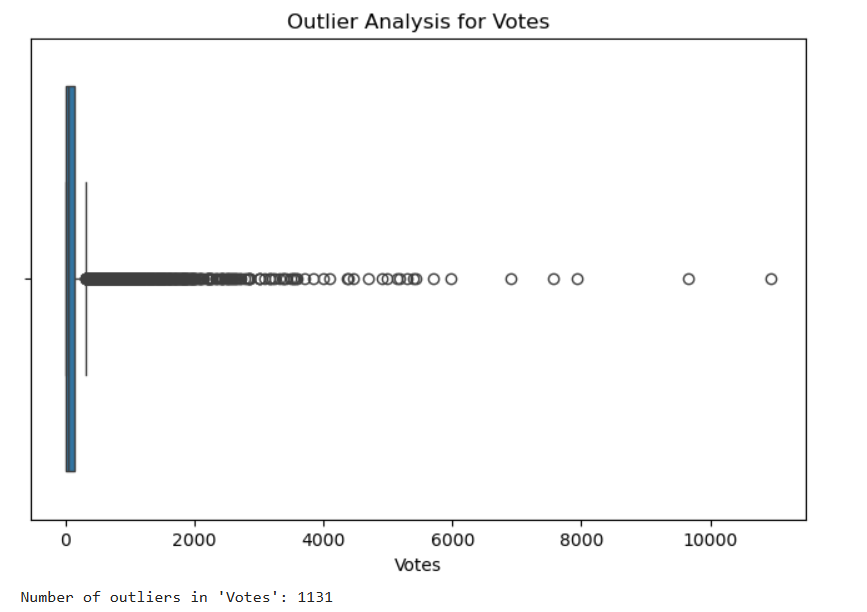 Outlier Analysis for Votes
0 2000 4000 6000 8000 10000
Votes
Number of outliers in 'Votes': 1131